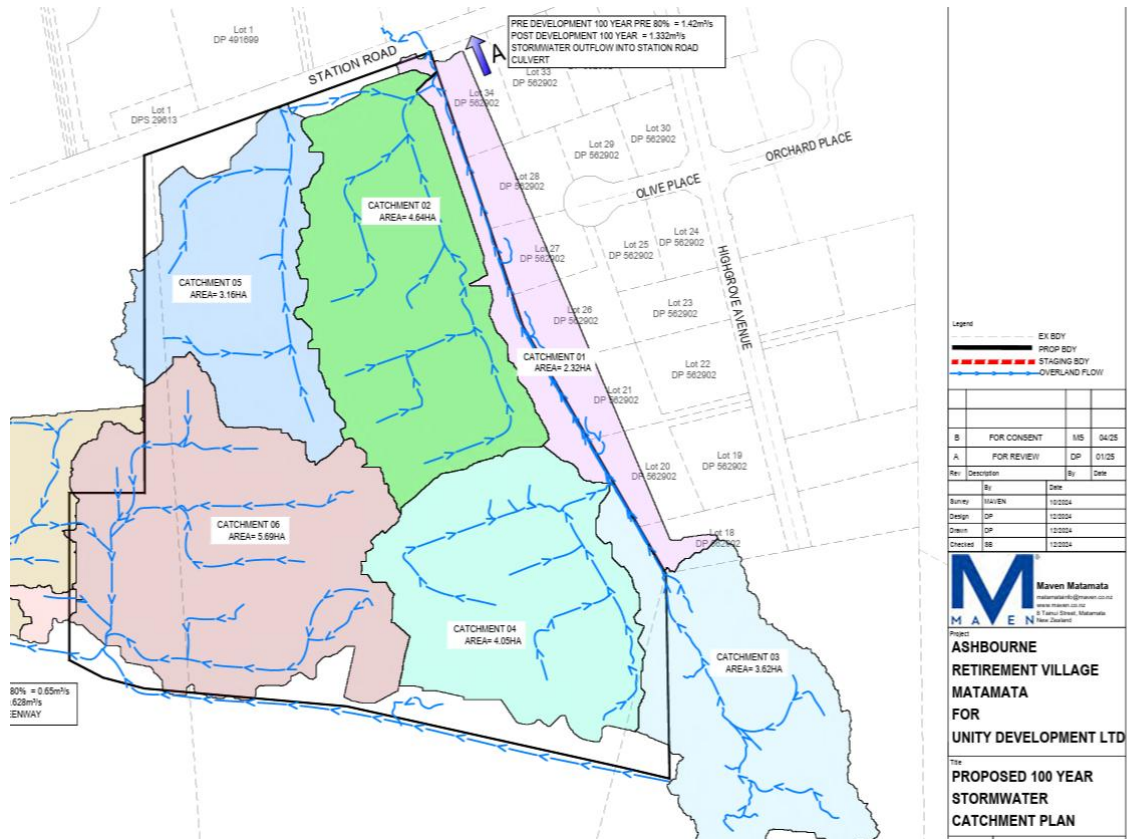 Lot 1
DP 491699
STATION ROAD
Lot 1
DPS 29613
PRE DEVELOPMENT 100 YEAR PRE 80% = 1.42m³/s
POST DEVELOPMENT 100 YEAR = 1.332m³/s
STORMWATER OUTFLOW INTO STATION ROAD
CULVERT
A
Lot 33
DP 562902
Lot 34
DP 562902
Lot 30
DP 562902
Lot 29
DP 562902
ORCHARD PLACE
Lot 28
DP 562902
OLIVE PLACE
CATCHMENT 02
AREA= 4.64HA
Lot 24
DP 562902
Lot 25
DP 562902
Lot 27
DP 562902
HIGHGROVE AVENUE
CATCHMENT 05
AREA= 3.16HA
Lot 23
DP 562902
Lot 26
DP 562902
CATCHMENT 01
AREA= 2.32HA
Lot 22
DP 562902
Lot 21
DP 562902
Lot 19
DP 562902
Lot 20
DP 562902
CATCHMENT 06
AREA= 5.69HA
Lot 18
DP 562902
CATCHMENT 04
AREA= 4.05HA
CATCHMENT 03
AREA= 3.62HA
80% = 0.65m³/s
.628m³/s
EENWAY
Legend
EX BDY
PROP BDY
STAGING BDY
OVERLAND FLOW
B FOR CONSENT MS 04/25
A FOR REVIEW DP 01/25
Rev Description By Date
By Date
Survey MAVEN 10/2024
Design DP 12/2024
Drawn DP 12/2024
Checked SB 12/2024
MAVEN
Maven Matamata
matamatainfo@maven.co.nz
www.maven.co.nz
Street, Matamata
New Zealand
Project
ASHBOURNE
RETIREMENT VILLAGE
MATAMATA
FOR
UNITY DEVELOPMENT LTD
Title
PROPOSED 100 YEAR
STORMWATER
CATCHMENT PLAN